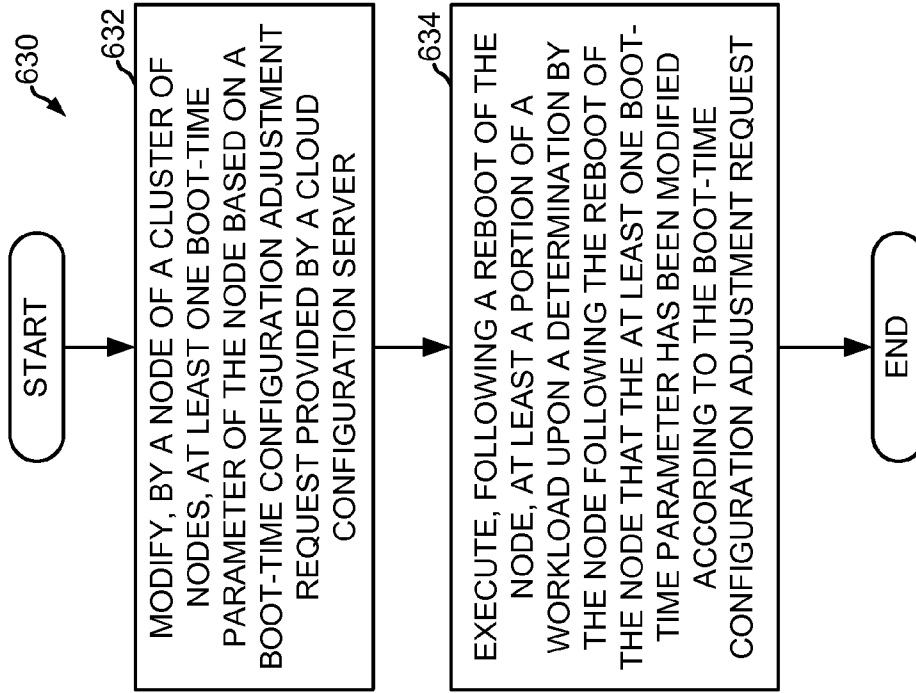 630
START
632
MODIFY, BY A NODE OF A CLUSTER OF
NODES, AT LEAST ONE BOOT-TIME
PARAMETER OF THE NODE BASED ON A
BOOT-TIME CONFIGURATION ADJUSTMENT
REQUEST PROVIDED BY A CLOUD
CONFIGURATION SERVER
634
EXECUTE, FOLLOWING A REBOOT OF THE
NODE, AT LEAST A PORTION OF A
WORKLOAD UPON A DETERMINATION BY
THE NODE FOLLOWING THE REBOOT OF
THE NODE THAT THE AT LEAST ONE BOOT-
TIME PARAMETER HAS BEEN MODIFIED
ACCORDING TO THE BOOT-TIME
CONFIGURATION ADJUSTMENT REQUEST
END